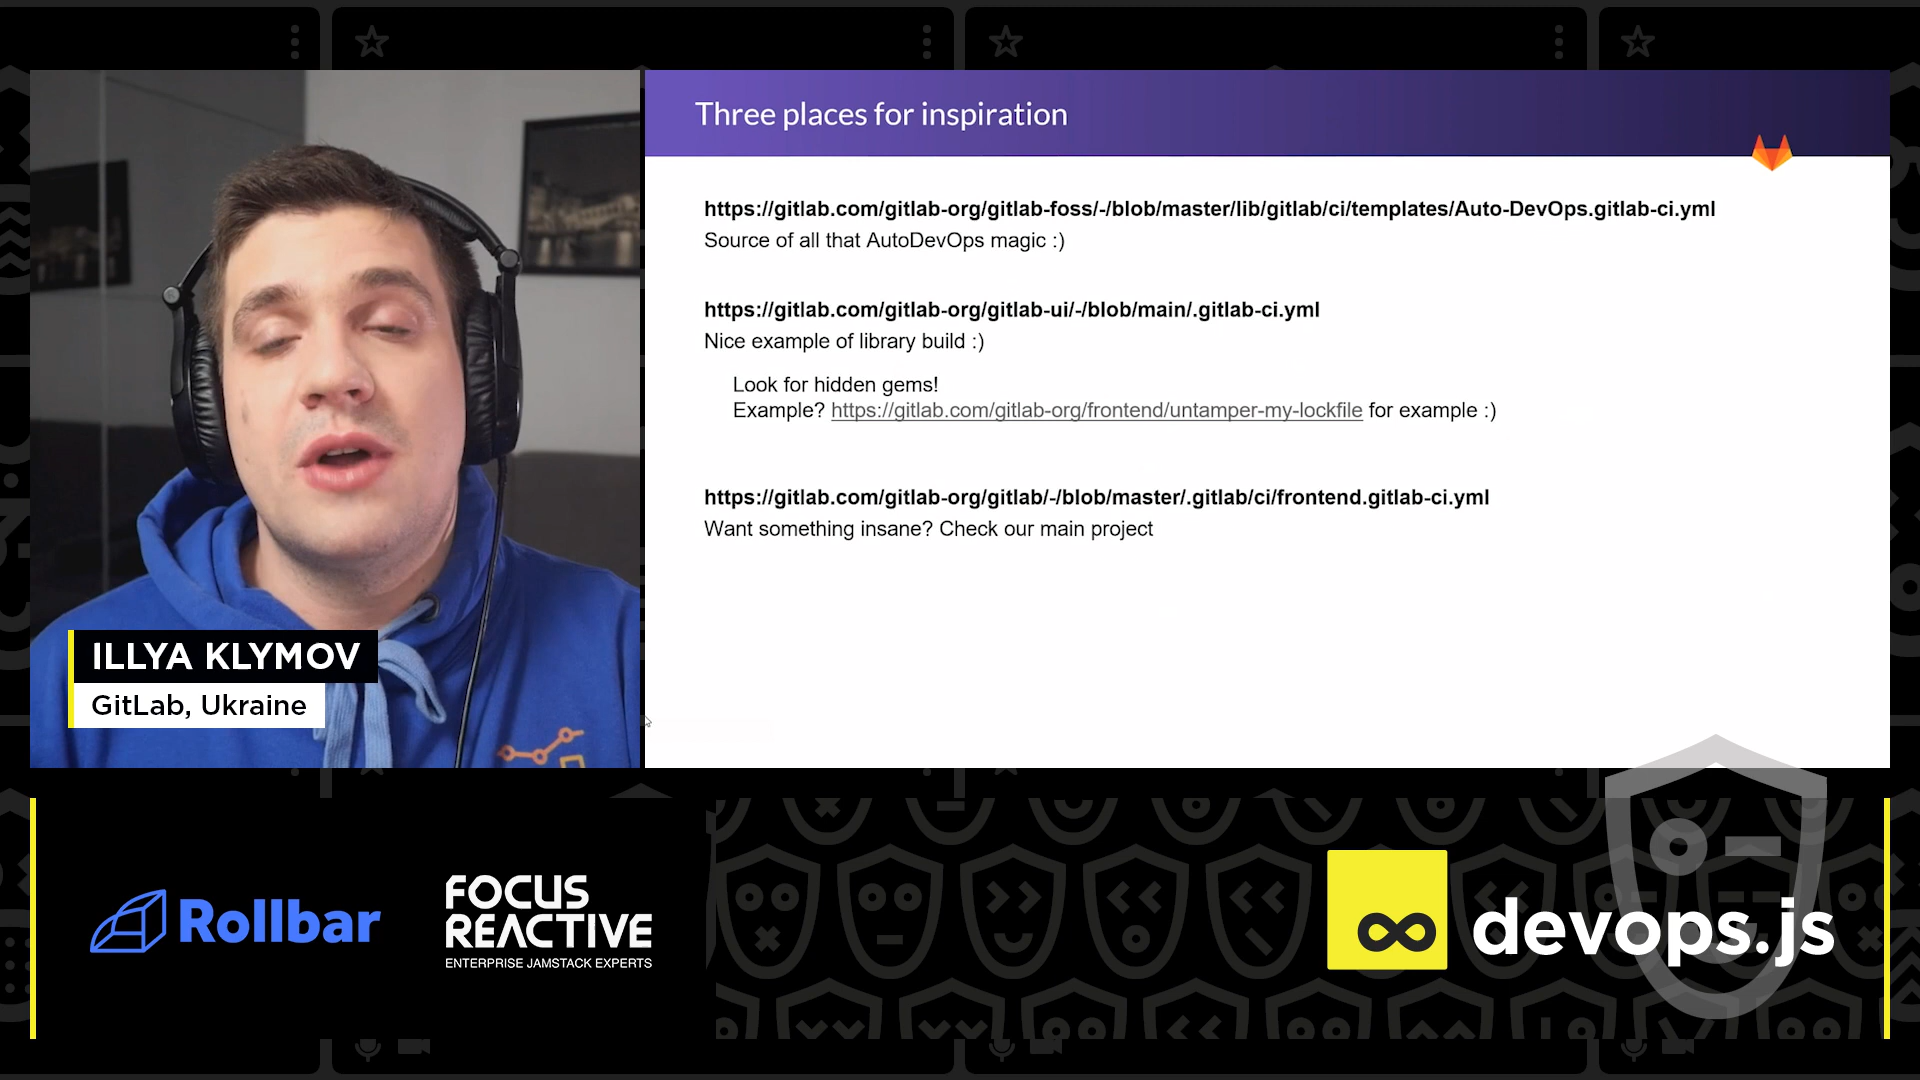 Three places for inspiration
https://gitlab.com/gitlab-org/gitlab-foss/-/blob/master/lib/gitlab/ci/templates/Auto-DevOps.gitlab-ci.yml
Source of all that AutoDevOps magic :)
https://gitlab.com/gitlab-org/gitlab-ui/-/blob/main/.gitlab-ci.yml
Nice example of library build :)
Look for hidden gems!
Example? https://gitlab.com/gitlab-org/frontend/untamper-my-lockfile for example :)
https://gitlab.com/gitlab-org/gitlab/-/blob/master/.gitlab/ci/frontend.gitlab-ci.yml
Want something insane? Check our main project
ILLYA KLYMOV
GitLab, Ukraine
Rollbar
FOCUS
REACTIVE
ENTERPRISE JAMSTACK EXPERTS
devops.js